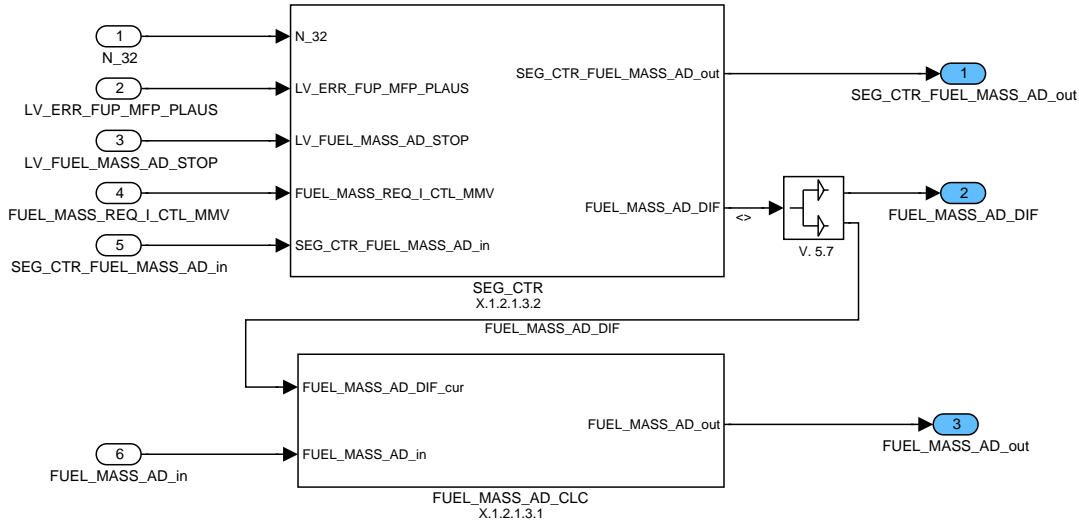 1
N_32
2
LV_ERR_FUP_MFP_PLAUS
3
LV_FUEL_MASS_AD_STOP
4
FUEL_MASS_REQ_I_CTL_MMV
5
SEG_CTR_FUEL_MASS_AD_in
N_32
LV_ERR_FUP_MFP_PLAUS
LV_FUEL_MASS_AD_STOP
FUEL_MASS_REQ_I_CTL_MMV
SEG_CTR_FUEL_MASS_AD_in
SEG_CTR_FUEL_MASS_AD_out
FUEL_MASS_AD_DIF
SEG_CTR
X.1.2.1.3.2
<>
V. 5.7
1
SEG_CTR_FUEL_MASS_AD_out
2
FUEL_MASS_AD_DIF
FUEL_MASS_AD_DIF
6
FUEL_MASS_AD_in
FUEL_MASS_AD_DIF_cur
FUEL_MASS_AD_in
FUEL_MASS_AD_out
FUEL_MASS_AD_CLC
X.1.2.1.3.1
3
FUEL_MASS_AD_out